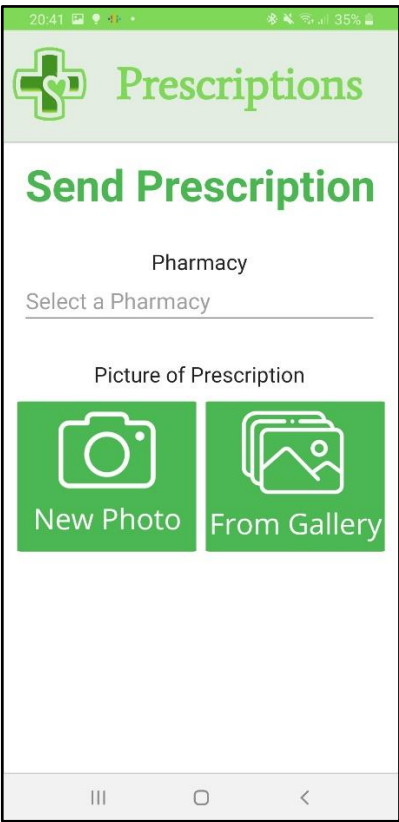 20:41 35%
Prescriptions
Send Prescription
Pharmacy
Select a Pharmacy
Picture of Prescription
New Photo From Gallery